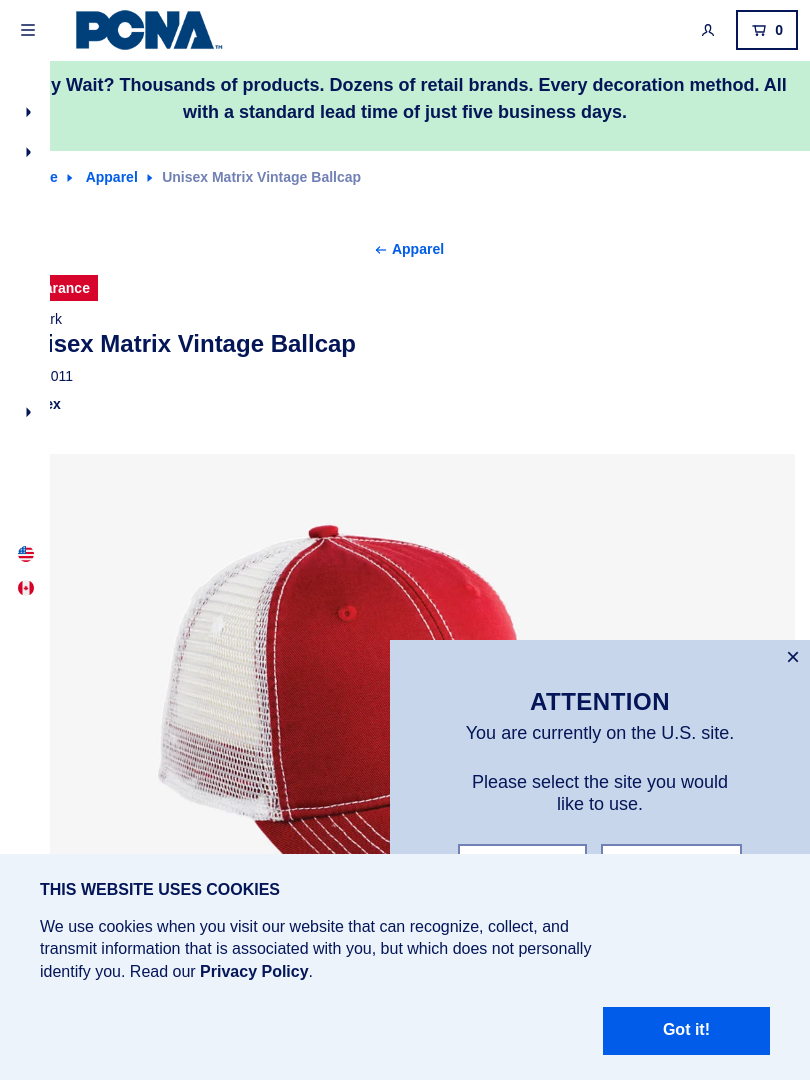 PCNA™
0
y Wait? Thousands of products. Dozens of retail brands. Every decoration method. All
with a standard lead time of just five business days.
e Apparel Unisex Matrix Vintage Ballcap
← Apparel
arance
rk
isex Matrix Vintage Ballcap
011
ex
ATTENTION
You are currently on the U.S. site.
Please select the site you would
like to use.
THIS WEBSITE USES COOKIES
We use cookies when you visit our website that can recognize, collect, and
transmit information that is associated with you, but which does not personally
identify you. Read our Privacy Policy.
Got it!